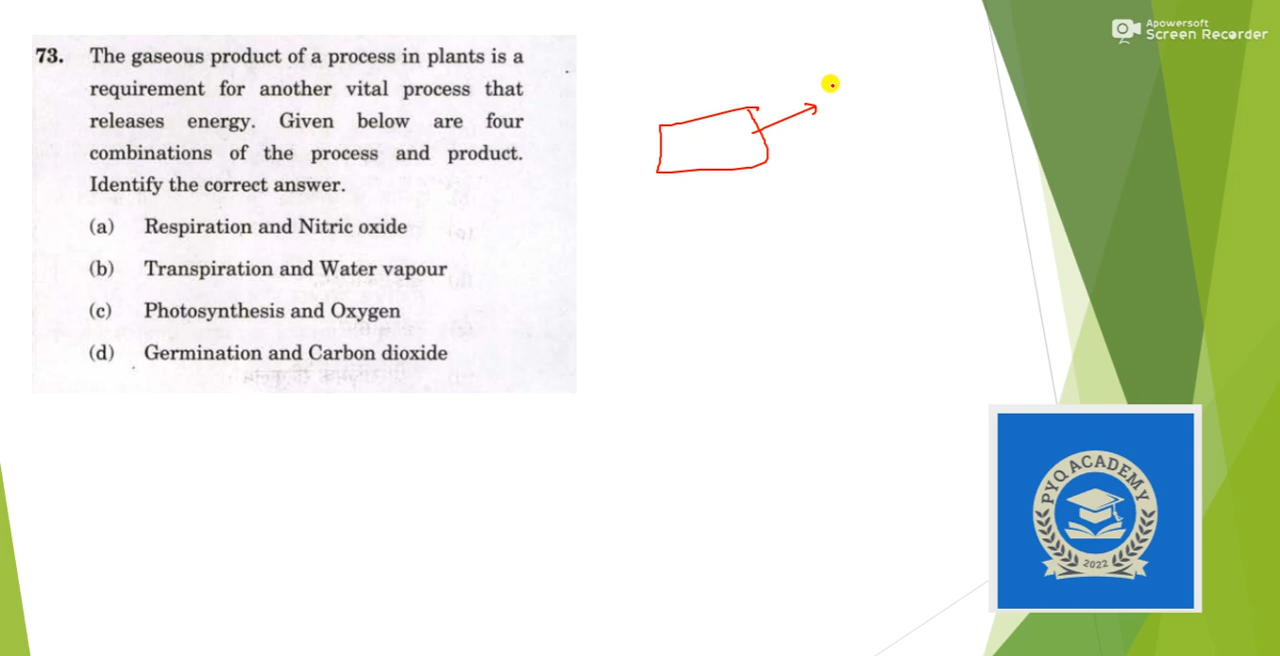 Apowersoft
Screen Recorder
73. The gaseous product of a process in plants is a
requirement for another vital process that
releases energy. Given below are four
combinations of the process and product.
Identify the correct answer.
(a) Respiration and Nitric oxide
(b) Transpiration and Water vapour
(c) Photosynthesis and Oxygen
(d) Germination and Carbon dioxide
PYQ ACADEMY
2022